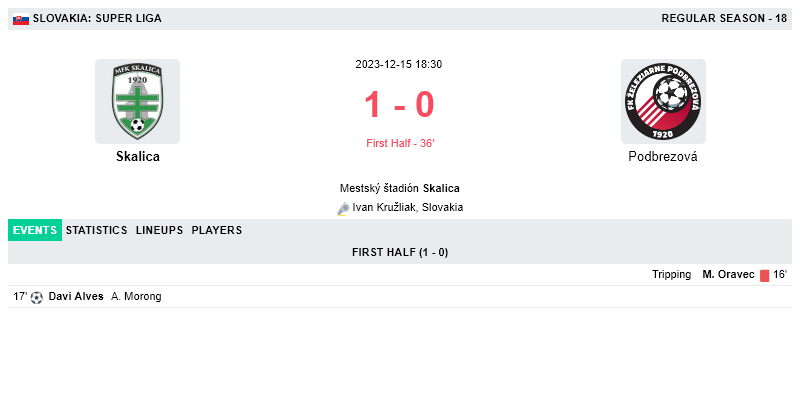 SLOVAKIA: SUPER LIGA REGULAR SEASON - 18
2023-12-15 18:30
MFK SKALICA
1920
FK ŽELEZIARNE PODBREZOVÁ
1920
1 - 0
First Half - 36'
Skalica Podbrezová
Mestský štadión Skalica
Ivan Kružliak, Slovakia
EVENTS STATISTICS LINEUPS PLAYERS
FIRST HALF (1 - 0)
Tripping M. Oravec 16'
17' Davi Alves A. Morong